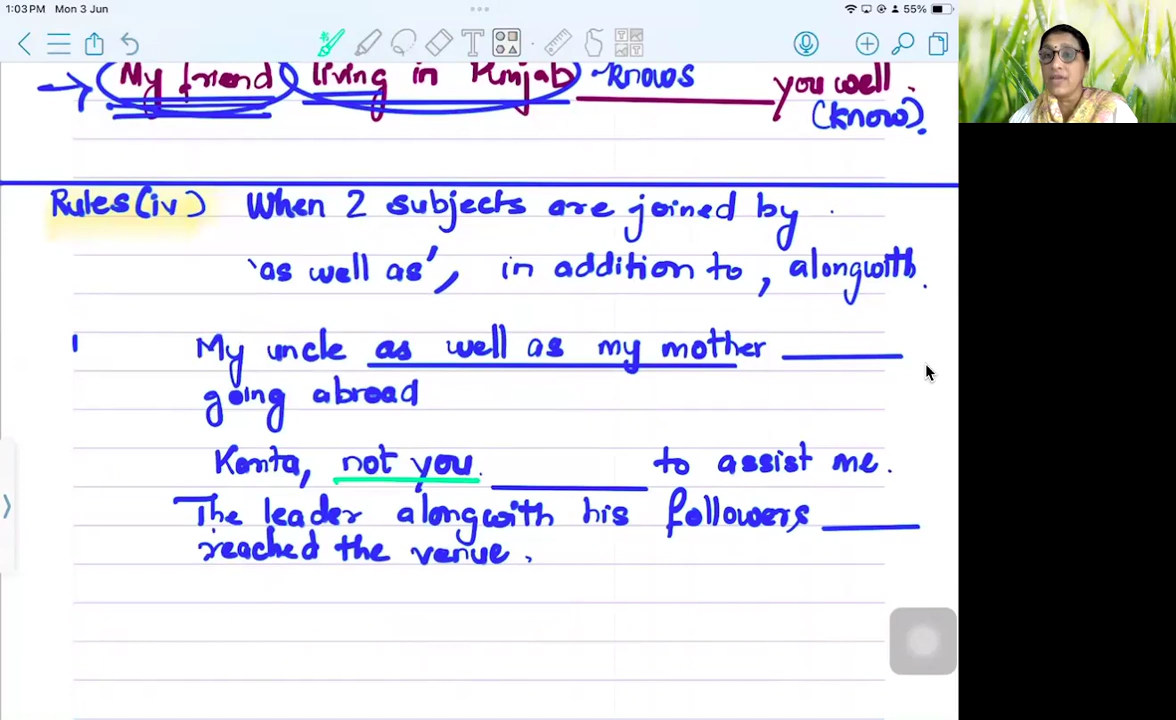 1:03 PM Mon 3 Jun
55%
My friend living in Punjab knows you well.
(know).
Rules (iv) When 2 subjects are joined by
'as well as', in addition to, alongwith.
1 My uncle as well as my mother
going abroad
Kanta, not you. to assist me.
The leader alongwith his followers
reached the venue.